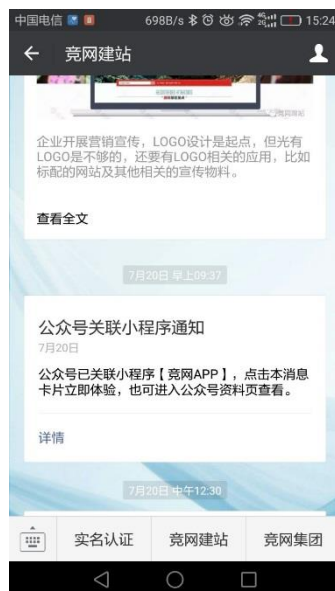 中国电信 698B/s 15:24
竞网建站
企业开展营销宣传，LOGO设计是起点，但光有
LOGO是不够的，还要有LOGO相关的应用，比如
标配的网站及其他相关的宣传物料。
查看全文
7月20日 早上09:37
公众号关联小程序通知
7月20日
公众号已关联小程序【竞网APP】，点击本消息
卡片立即体验，也可进入公众号资料页查看。
详情
7月20日 中午12:30
实名认证 竞网建站 竞网集团